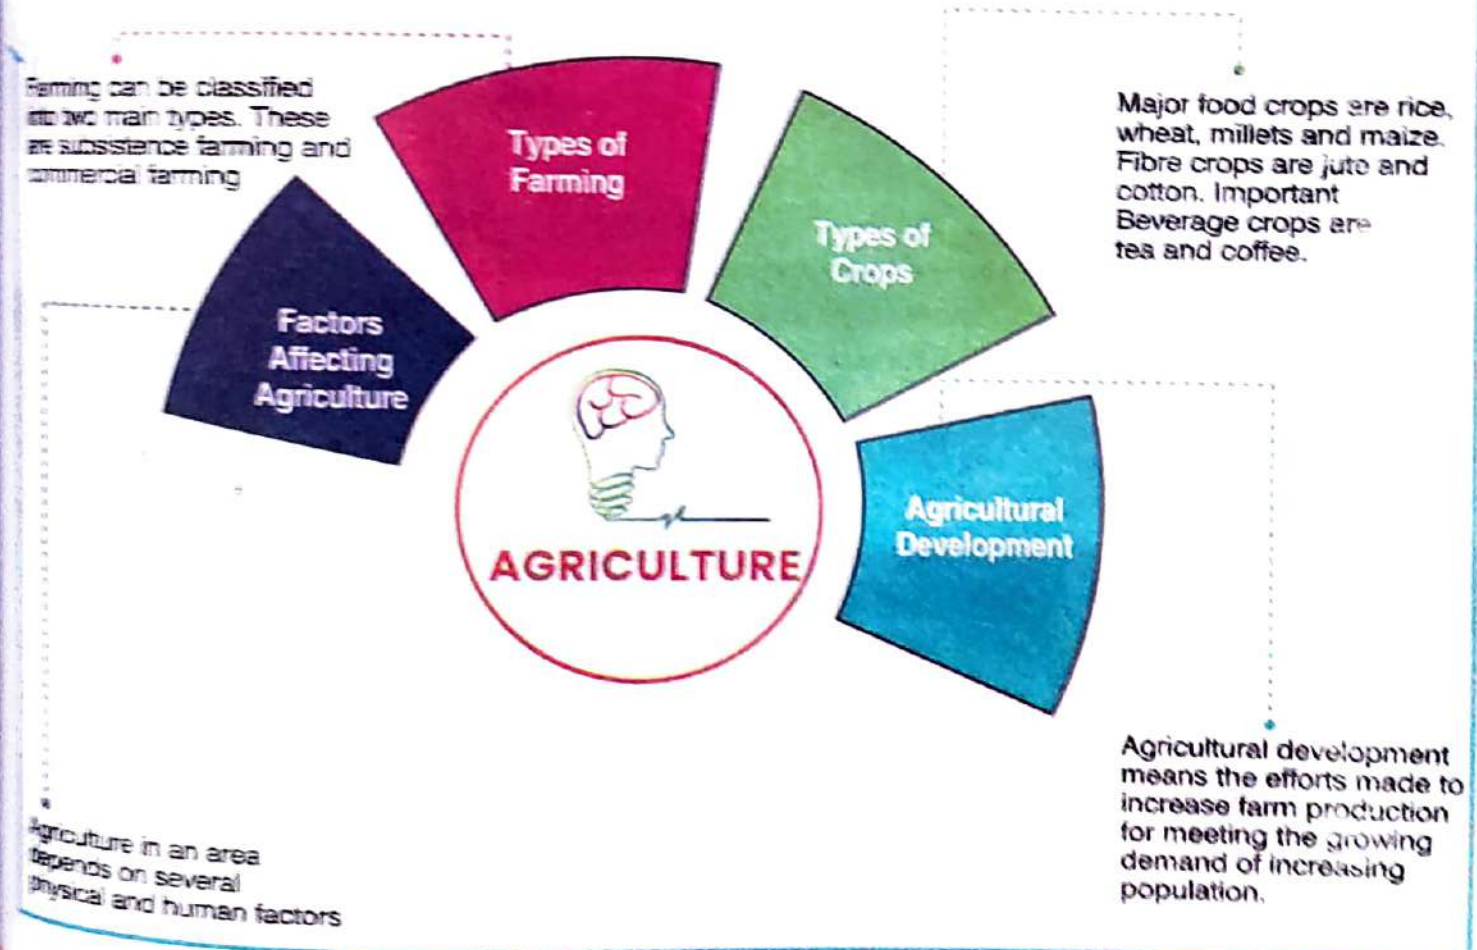 Farming can be classified
into two main types. These
are subsistence farming and
commercial farming
Types of
Farming
Types of
Crops
Major food crops are rice,
wheat, millets and maize.
Fibre crops are jute and
cotton. Important
Beverage crops are
tea and coffee.
Factors
Affecting
Agriculture
AGRICULTURE
Agricultural
Development
Agriculture in an area
depends on several
physical and human factors
Agricultural development
means the efforts made to
increase farm production
for meeting the growing
demand of increasing
population.